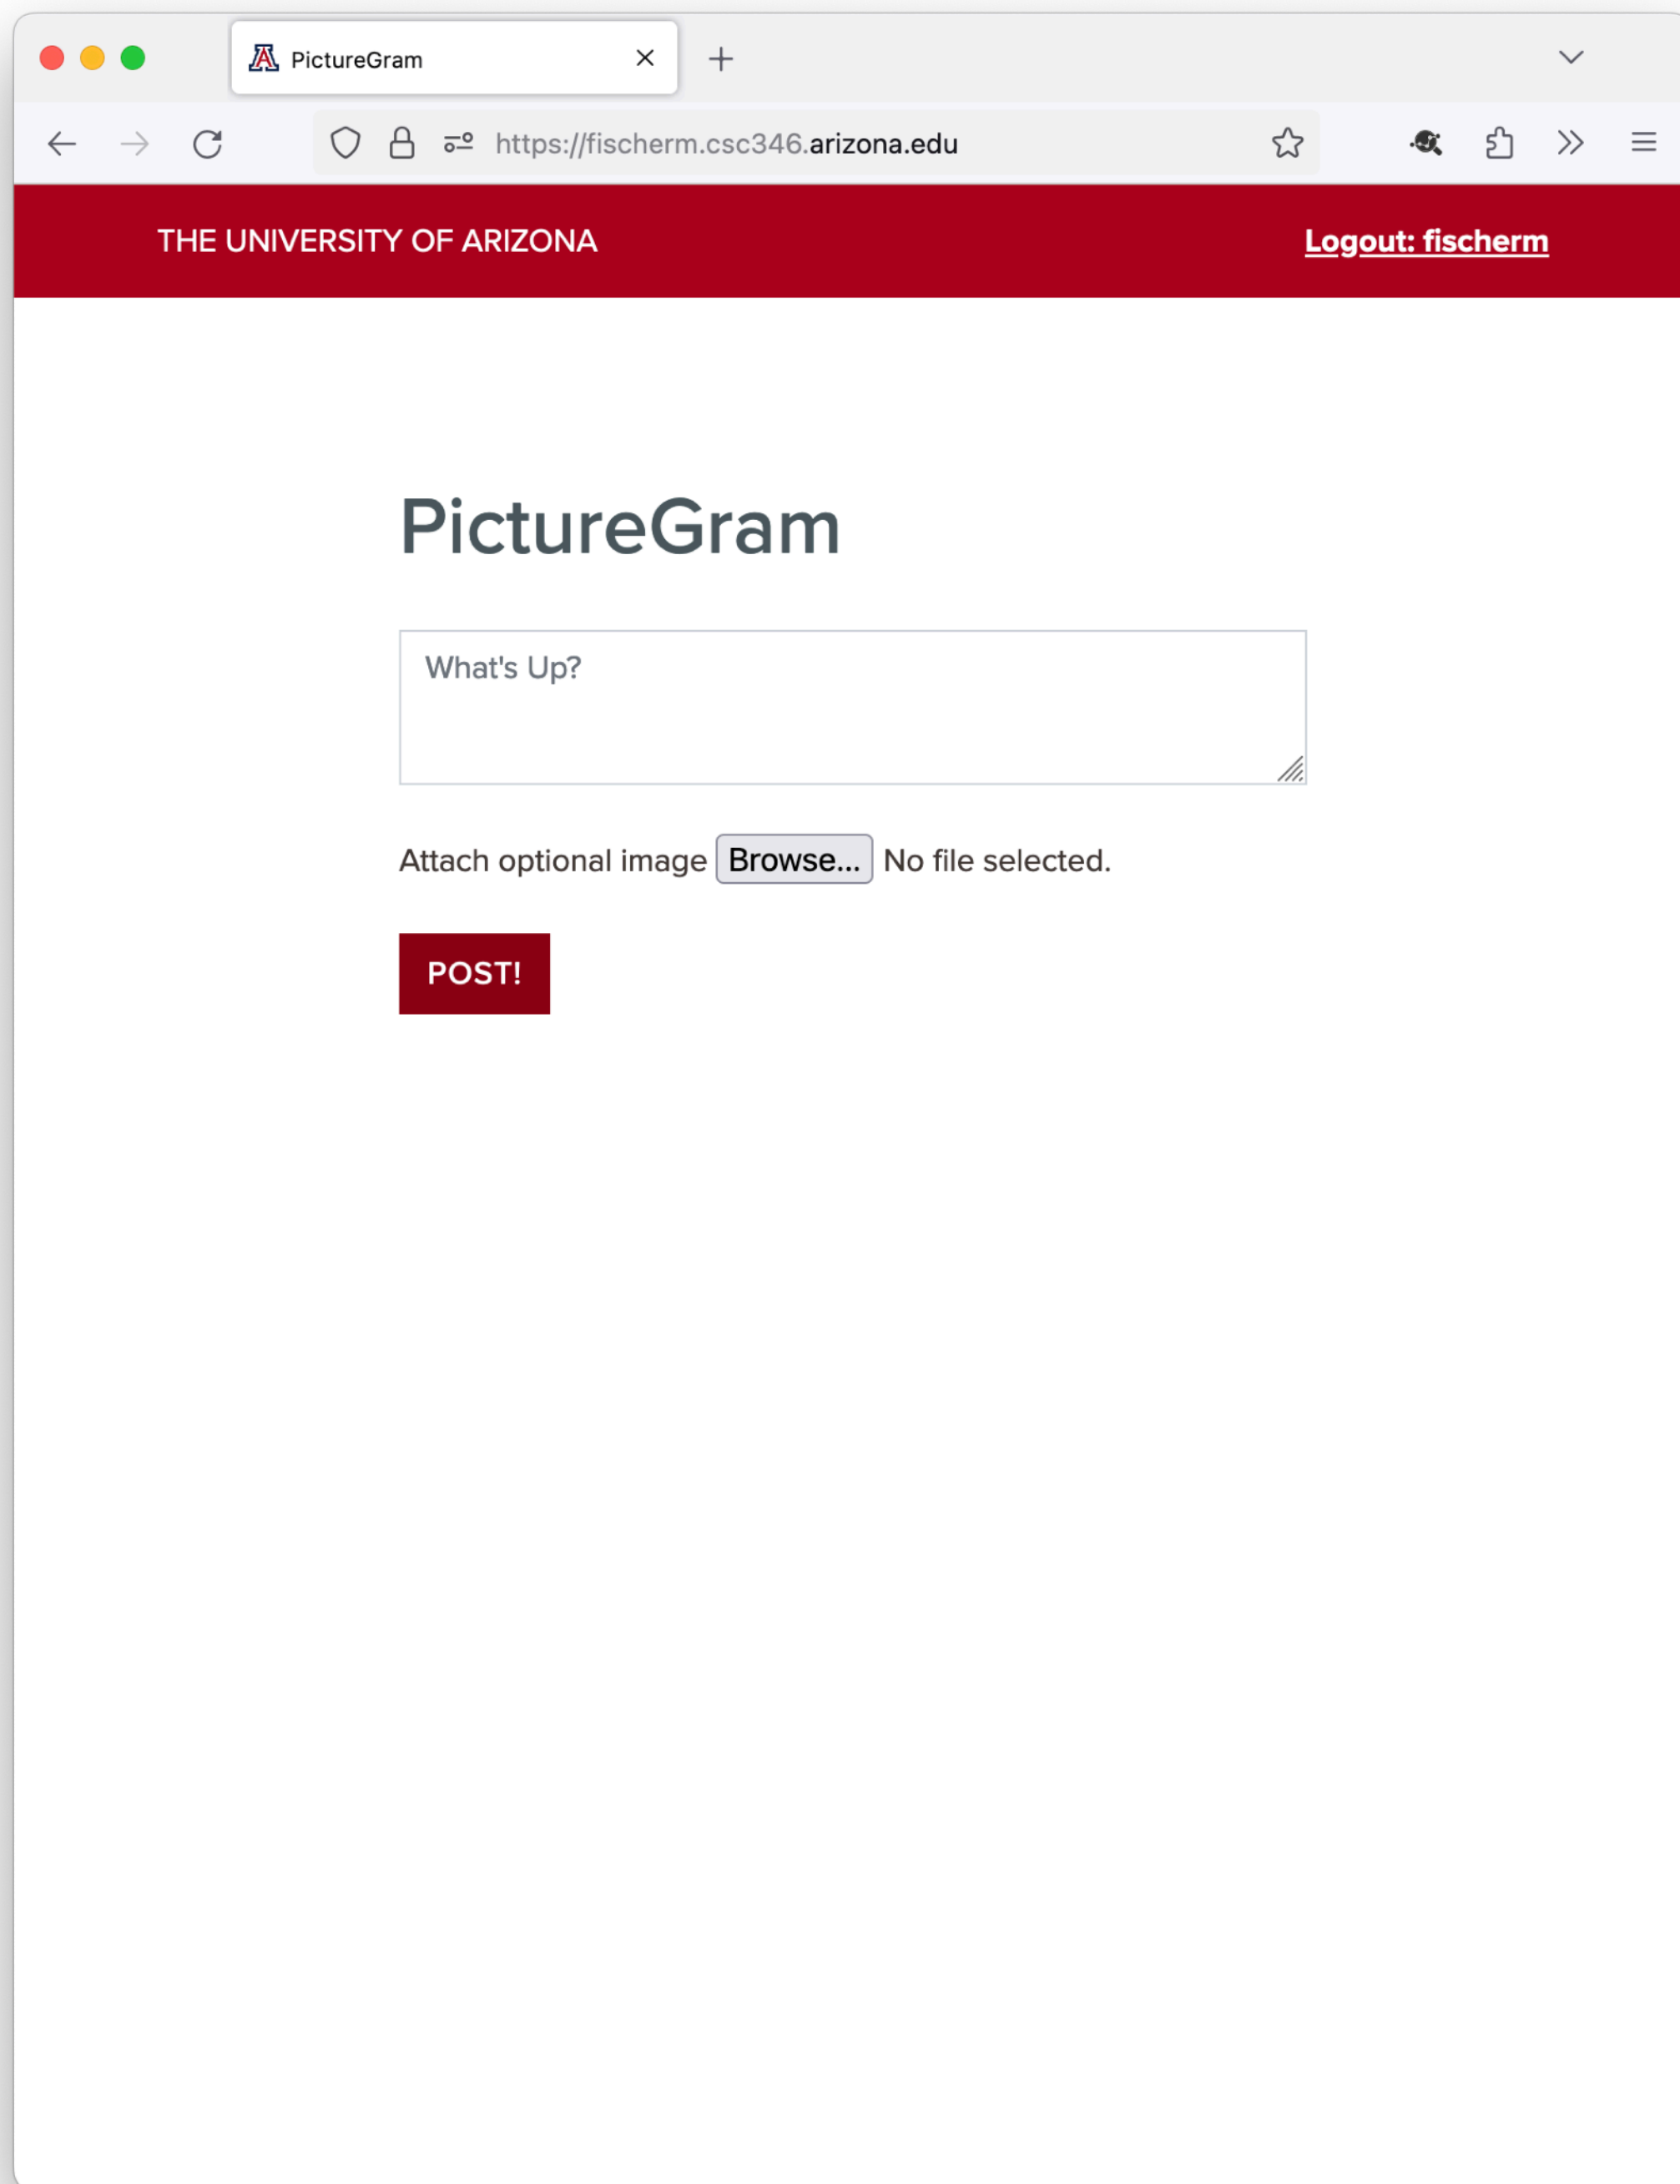 PictureGram
https://fischerm.csc346.arizona.edu
THE UNIVERSITY OF ARIZONA
Logout: fischerm
PictureGram
What's Up?
Attach optional image Browse... No file selected.
POST!